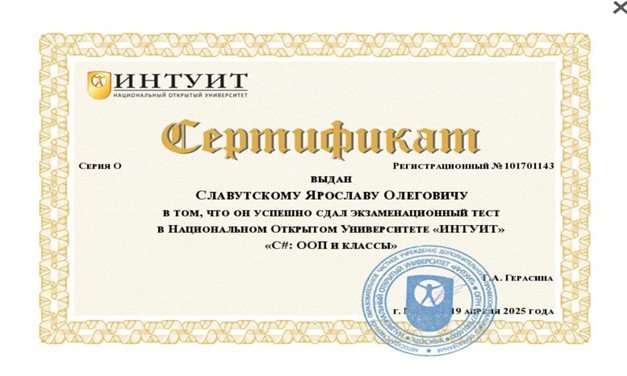 ИНТУИТ
НАЦИОНАЛЬНЫЙ ОТКРЫТЫЙ УНИВЕРСИТЕТ
Сертификат
Серия О Регистрационный № 101701143
выдан
Славутскому Ярославу Олеговичу
в том, что он успешно сдал экзаменационный тест
в Национальном Открытом Университете «ИНТУИТ»
«C#: ООП и классы»
Г.А. Герасина
г. 19 апреля 2025 года